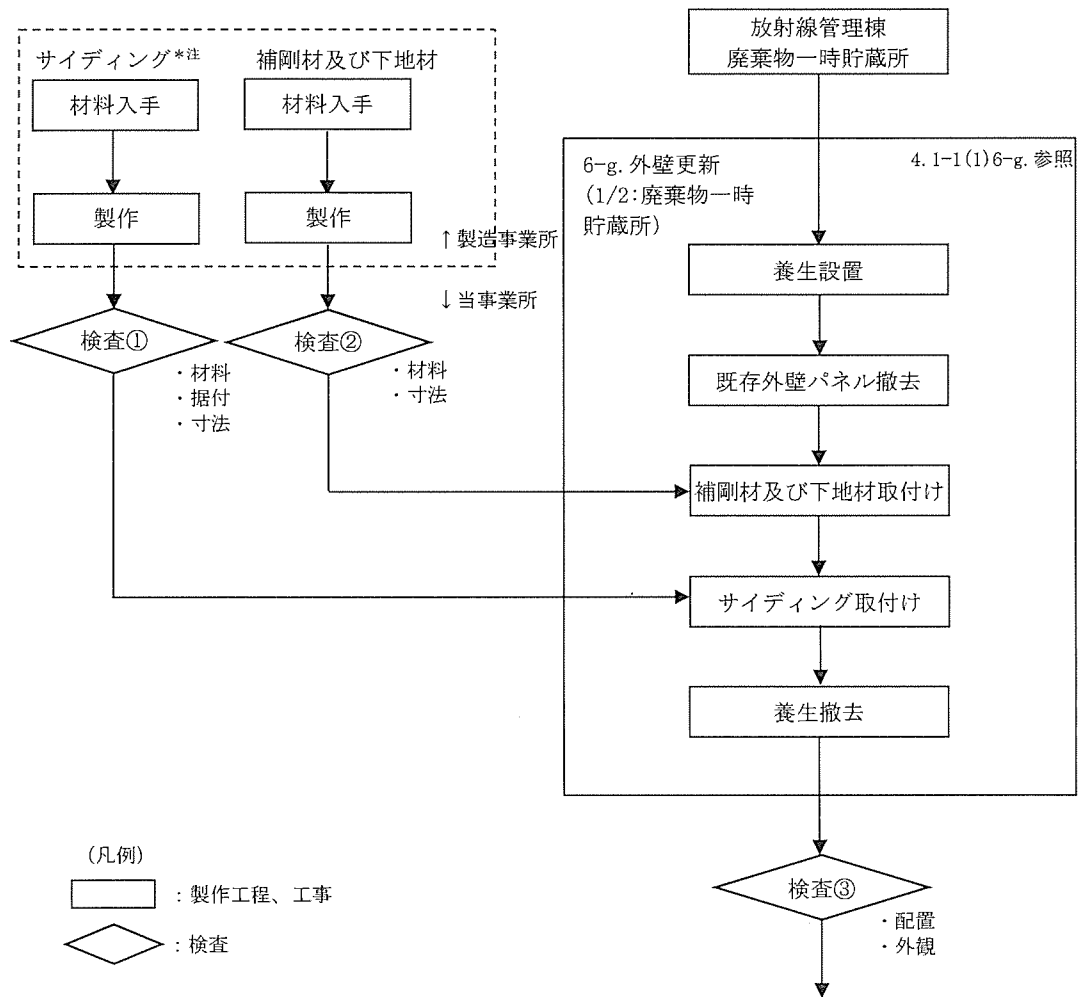 サイディング*注
補剛材及び下地材
材料入手
材料入手
製作
製作
↑製造事業所
↓当事業所
検査①
・材料
・据付
・寸法
検査②
・材料
・寸法
放射線管理棟
廃棄物一時貯蔵所
6-g.外壁更新
(1/2:廃棄物一時
貯蔵所)
4.1-1(1)6-g.参照
養生設置
既存外壁パネル撤去
補剛材及び下地材取付け
サイディング取付け
養生撤去
検査③
・配置
・外観
(凡例)
:製作工程、工事
:検査